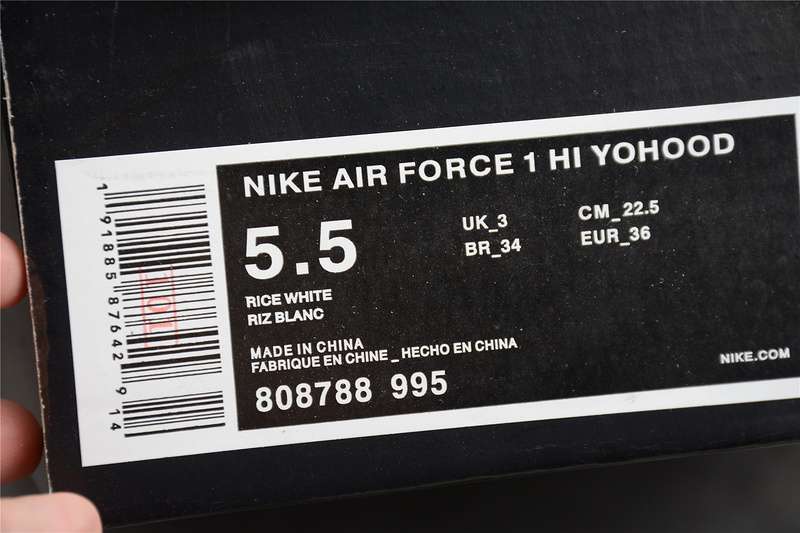 NIKE AIR FORCE 1 HI YOHOOD
5.5
UK_3
CM_22.5
BR_34
EUR_36
RICE WHITE
RIZ BLANC
MADE IN CHINA
FABRIQUE EN CHINE _ HECHO EN CHINA
808788 995
NIKE.COM
1 91885 87642 9 14
101